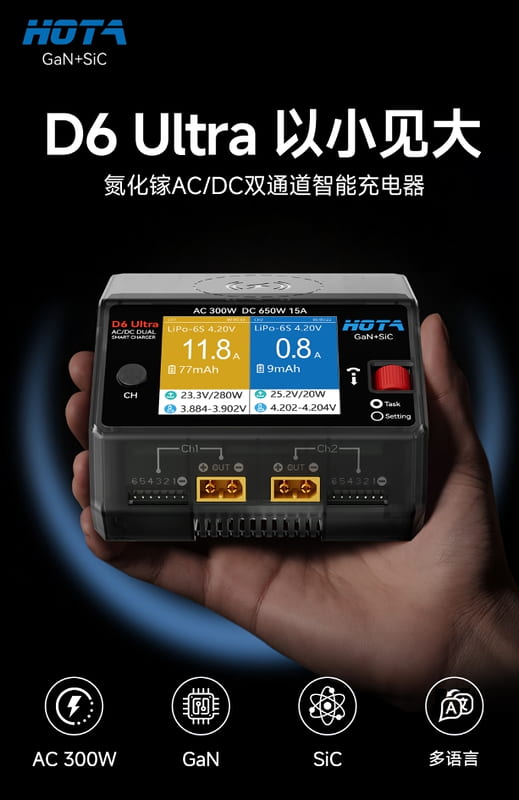 HOTA
GaN+SiC
D6 Ultra 以小见大
氮化镓AC/DC双通道智能充电器
AC 300W DC 650W 15A
D6 Ultra
AC/DC DUAL
SMART CHARGER
CH
LiPo-6S 4.20V
11.8A
77mAh
23.3V/280W
3.884-3.902V
LiPo-6S 4.20V
0.8A
9mAh
25.2V/20W
4.202-4.204V
HOTA
GaN+SiC
Task
Setting
Ch1
Ch2
654321
+ OUT −
+ OUT −
654321
AC 300W
GaN
SiC
多语言